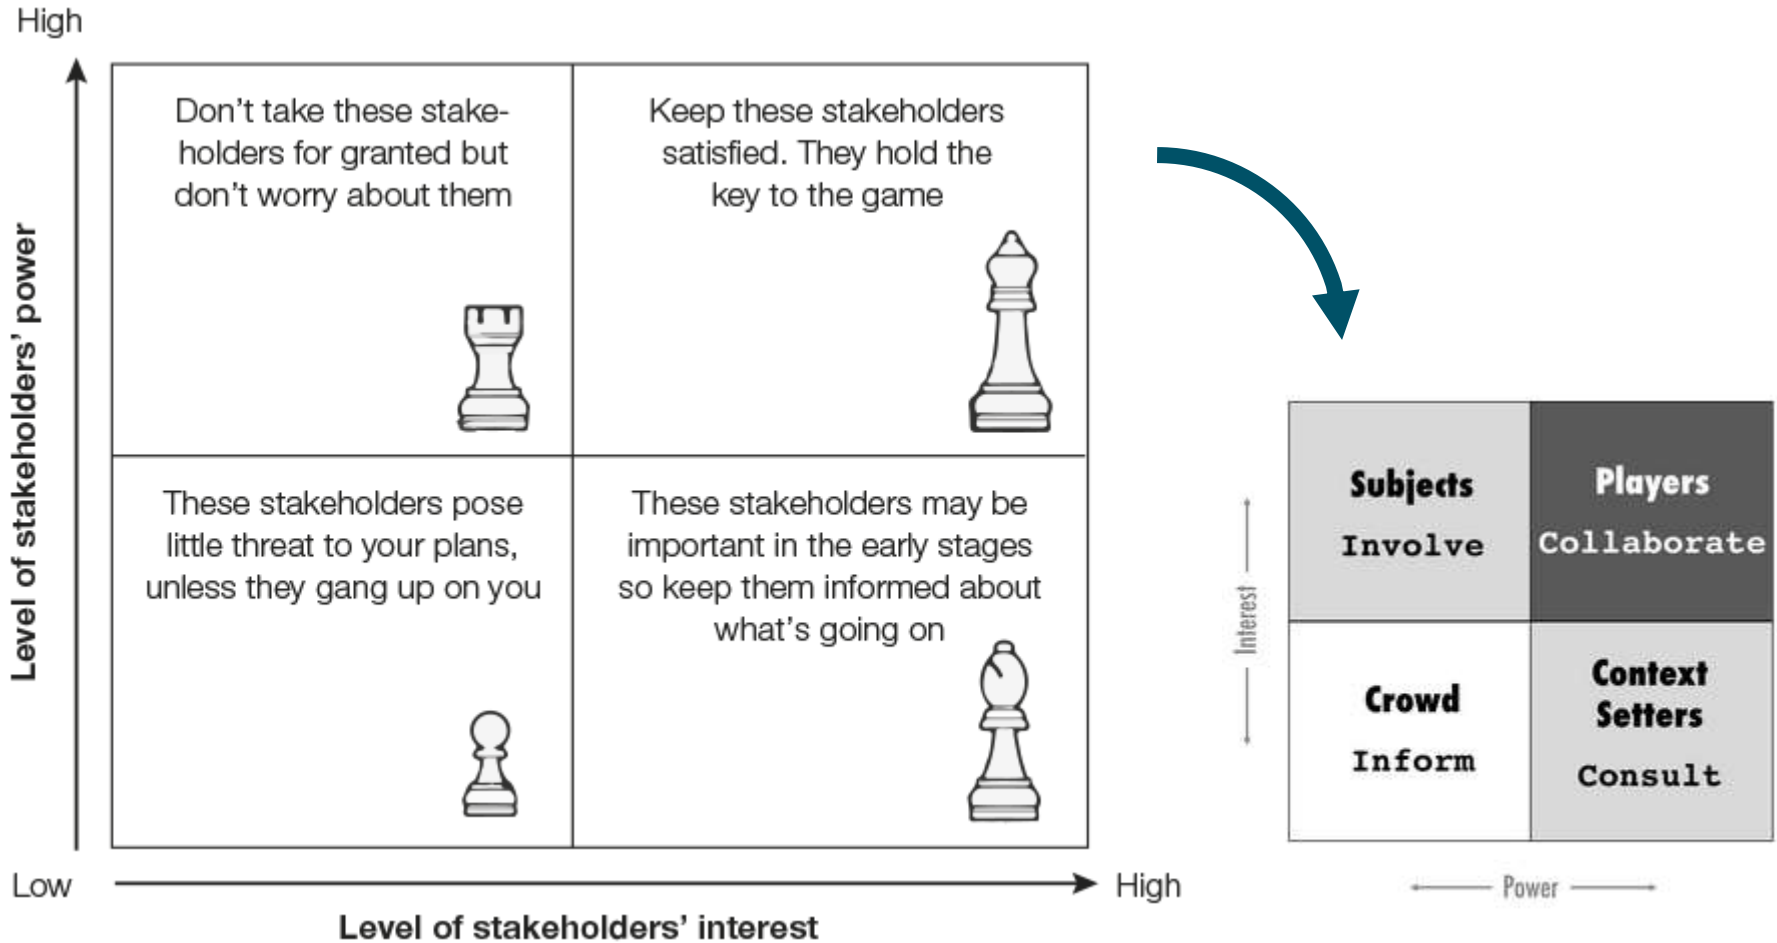 High
Level of stakeholders’ power
Don’t take these stake-
holders for granted but
don’t worry about them
Keep these stakeholders
satisfied. They hold the
key to the game
These stakeholders pose
little threat to your plans,
unless they gang up on you
These stakeholders may be
important in the early stages
so keep them informed about
what’s going on
Low
High
Level of stakeholders’ interest
Interest
Subjects
Involve
Players
Collaborate
Crowd
Inform
Context
Setters
Consult
Power